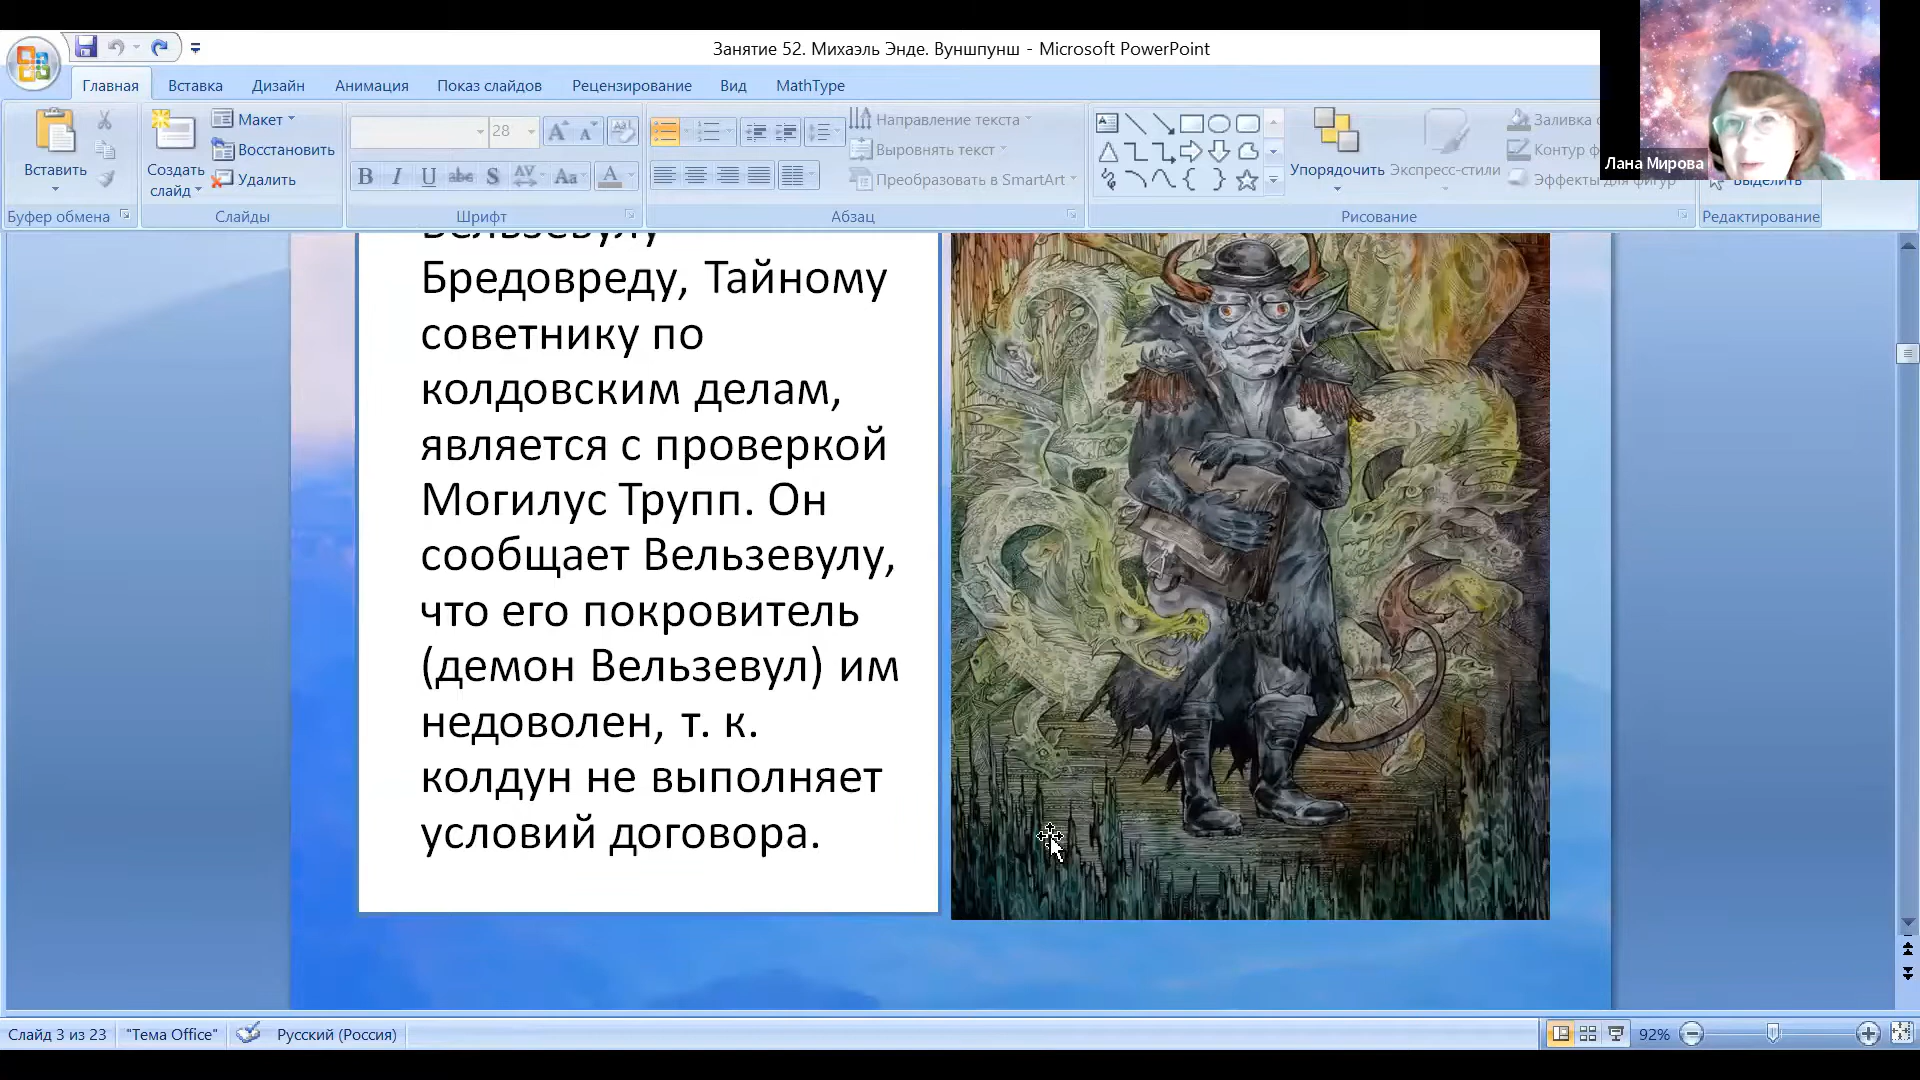 Занятие 52. Михаэль Энде. Вуншпунш - Microsoft PowerPoint
Главная Вставка Дизайн Анимация Показ слайдов Рецензирование Вид MathType
Вставить
Буфер обмена
Создать слайд
Макет
Восстановить
Удалить
Слайды
28
Шрифт
Направление текста
Выровнять текст
Преобразовать в SmartArt
Абзац
Упорядочить
Экспресс-стили
Заливка
Контур
Эффекты для фигур
Рисование
Выделить
Редактирование
Лана Мирова
Вельзевулу
Бредовреду, Тайному
советнику по
колдовским делам,
является с проверкой
Могилус Трупп. Он
сообщает Вельзевулу,
что его покровитель
(демон Вельзевул) им
недоволен, т. к.
колдун не выполняет
условий договора.
Слайд 3 из 23 "Тема Office" Русский (Россия) 92%